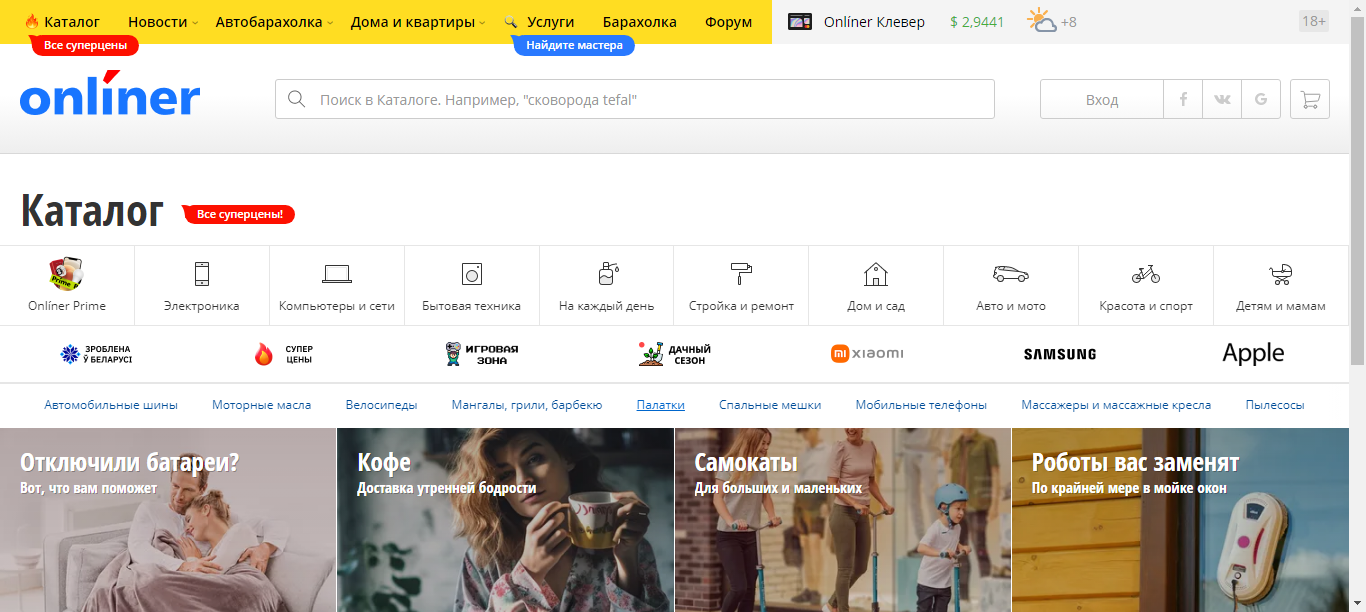 Каталог
Новости
Автобарахолка
Дома и квартиры
Услуги
Барахолка
Форум
Onlíner Клевер
$ 2,9441
+8
18+
Все суперцены
Найдите мастера
onlíner
Поиск в Каталоге. Например, "сковорода tefal"
Вход
f
G
Каталог
Все суперцены!
Prime
Onlíner Prime
Электроника
Компьютеры и сети
Бытовая техника
На каждый день
Стройка и ремонт
Дом и сад
Авто и мото
Красота и спорт
Детям и мамам
ЗРОБЛЕНА
Ў БЕЛАРУСІ
СУПЕР
ЦЕНЫ
ИГРОВАЯ
ЗОНА
ДАЧНЫЙ
СЕЗОН
mi xiaomi
SAMSUNG
Apple
Автомобильные шины
Моторные масла
Велосипеды
Мангалы, грили, барбекю
Палатки
Спальные мешки
Мобильные телефоны
Массажеры и массажные кресла
Пылесосы
Отключили батареи?
Вот, что вам поможет
Кофе
Доставка утренней бодрости
Самокаты
Для больших и маленьких
Роботы вас заменят
По крайней мере в мойке окон